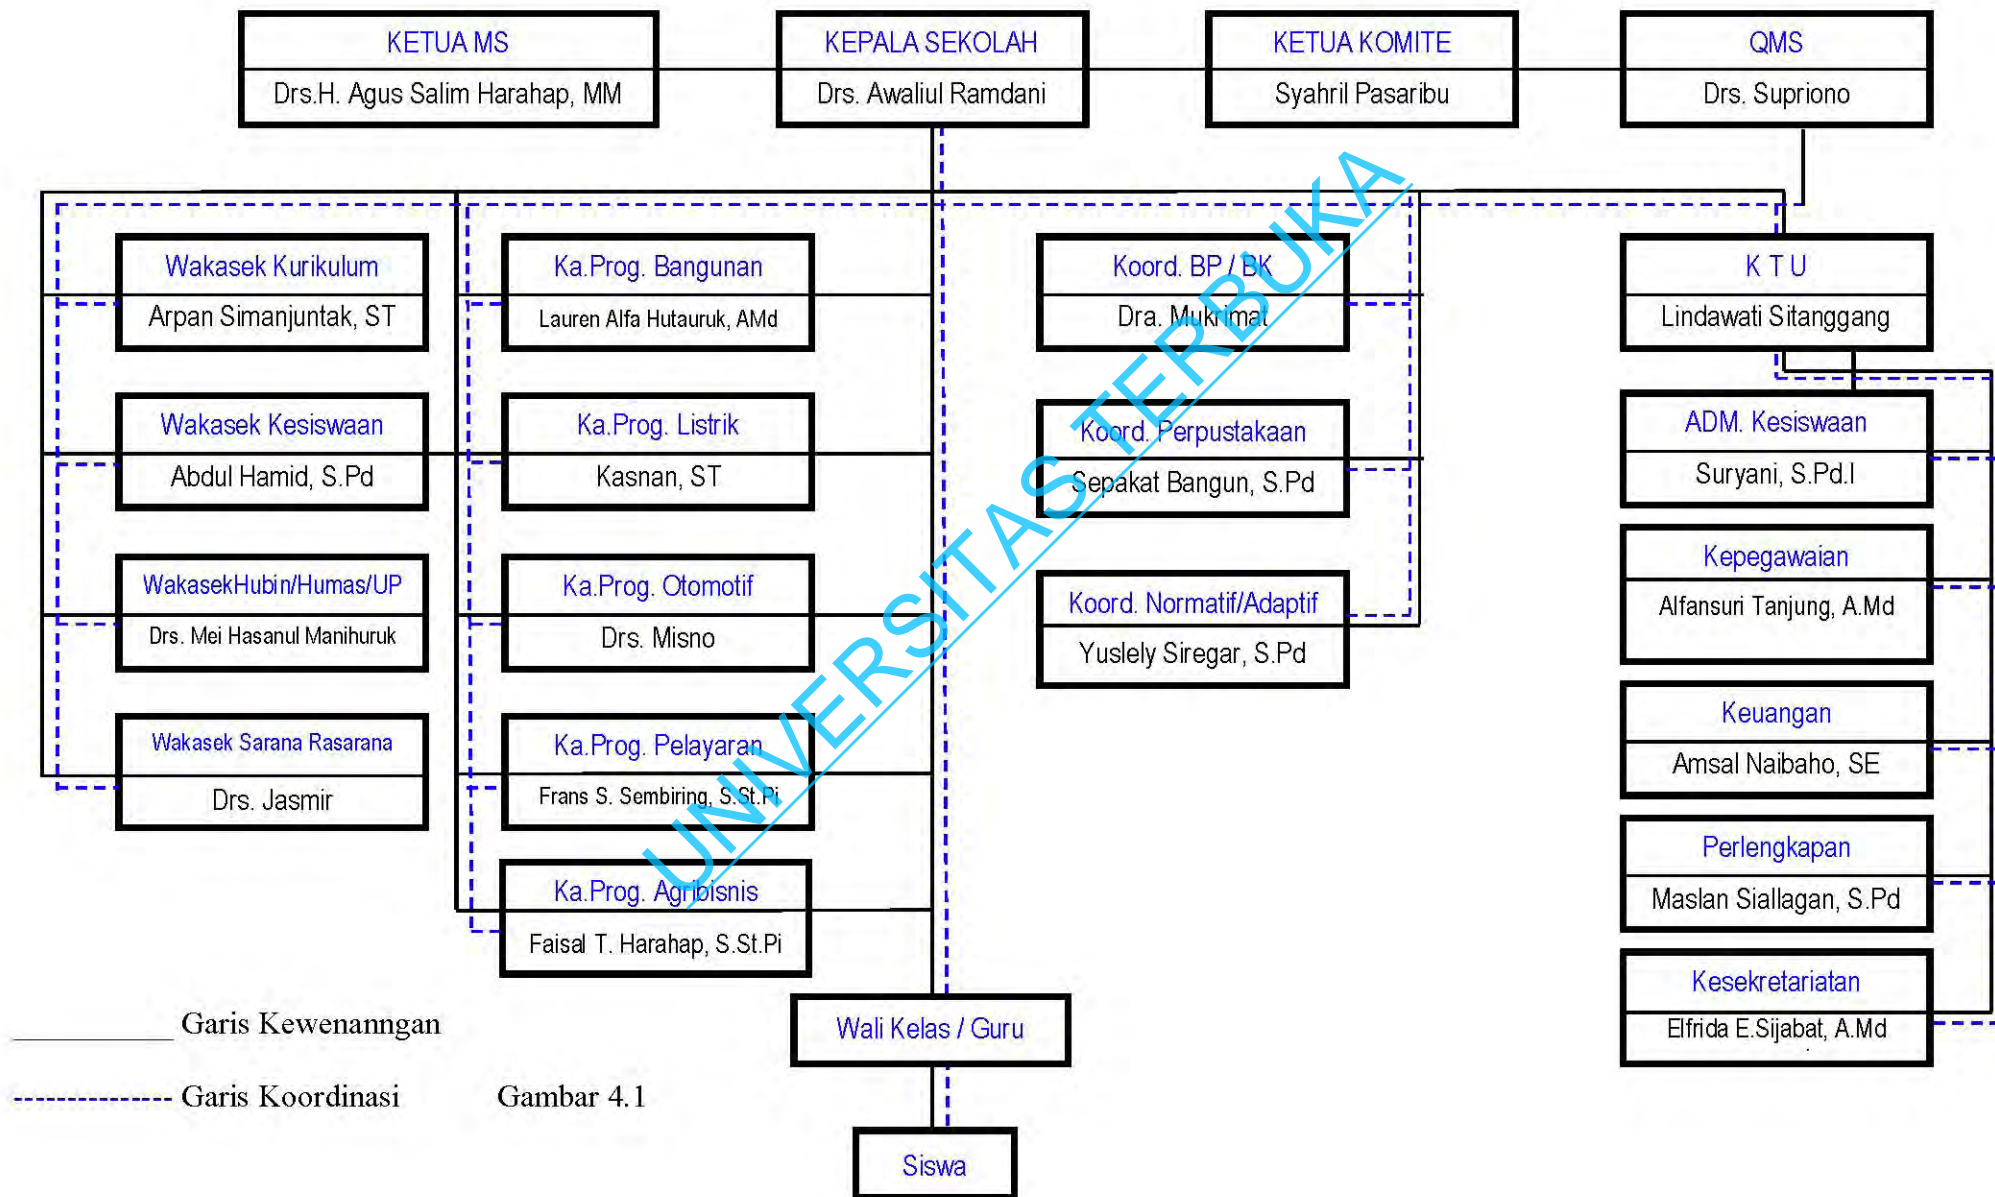 KETUA MS
Drs.H. Agus Salim Harahap, MM
KEPALA SEKOLAH
Drs. Awaliul Ramdani
KETUA KOMITE
Syahril Pasaribu
QMS
Drs. Supriono
Wakasek Kurikulum
Arpan Simanjuntak, ST
Wakasek Kesiswaan
Abdul Hamid, S.Pd
WakasekHubin/Humas/UP
Drs. Mei Hasanul Manihuruk
Wakasek Sarana Rasarana
Drs. Jasmir
Ka.Prog. Bangunan
Lauren Alfa Hutauruk, AMd
Ka.Prog. Listrik
Kasnan, ST
Ka.Prog. Otomotif
Drs. Misno
Ka.Prog. Pelayaran
Frans S. Sembiring, S.St.Pi
Ka.Prog. Agribisnis
Faisal T. Harahap, S.St.Pi
Koord. BP / BK
Dra. Mukrimat
Koord. Perpustakaan
Sepakat Bangun, S.Pd
Koord. Normatif/Adaptif
Yuslely Siregar, S.Pd
K T U
Lindawati Sitanggang
ADM. Kesiswaan
Suryani, S.Pd.I
Kepegawaian
Alfansuri Tanjung, A.Md
Keuangan
Amsal Naibaho, SE
Perlengkapan
Maslan Siallagan, S.Pd
Kesekretariatan
Elfrida E.Sijabat, A.Md
Wali Kelas / Guru
Siswa
Garis Kewenanngan
Garis Koordinasi
Gambar 4.1
UNIVERSITAS TERBUKA